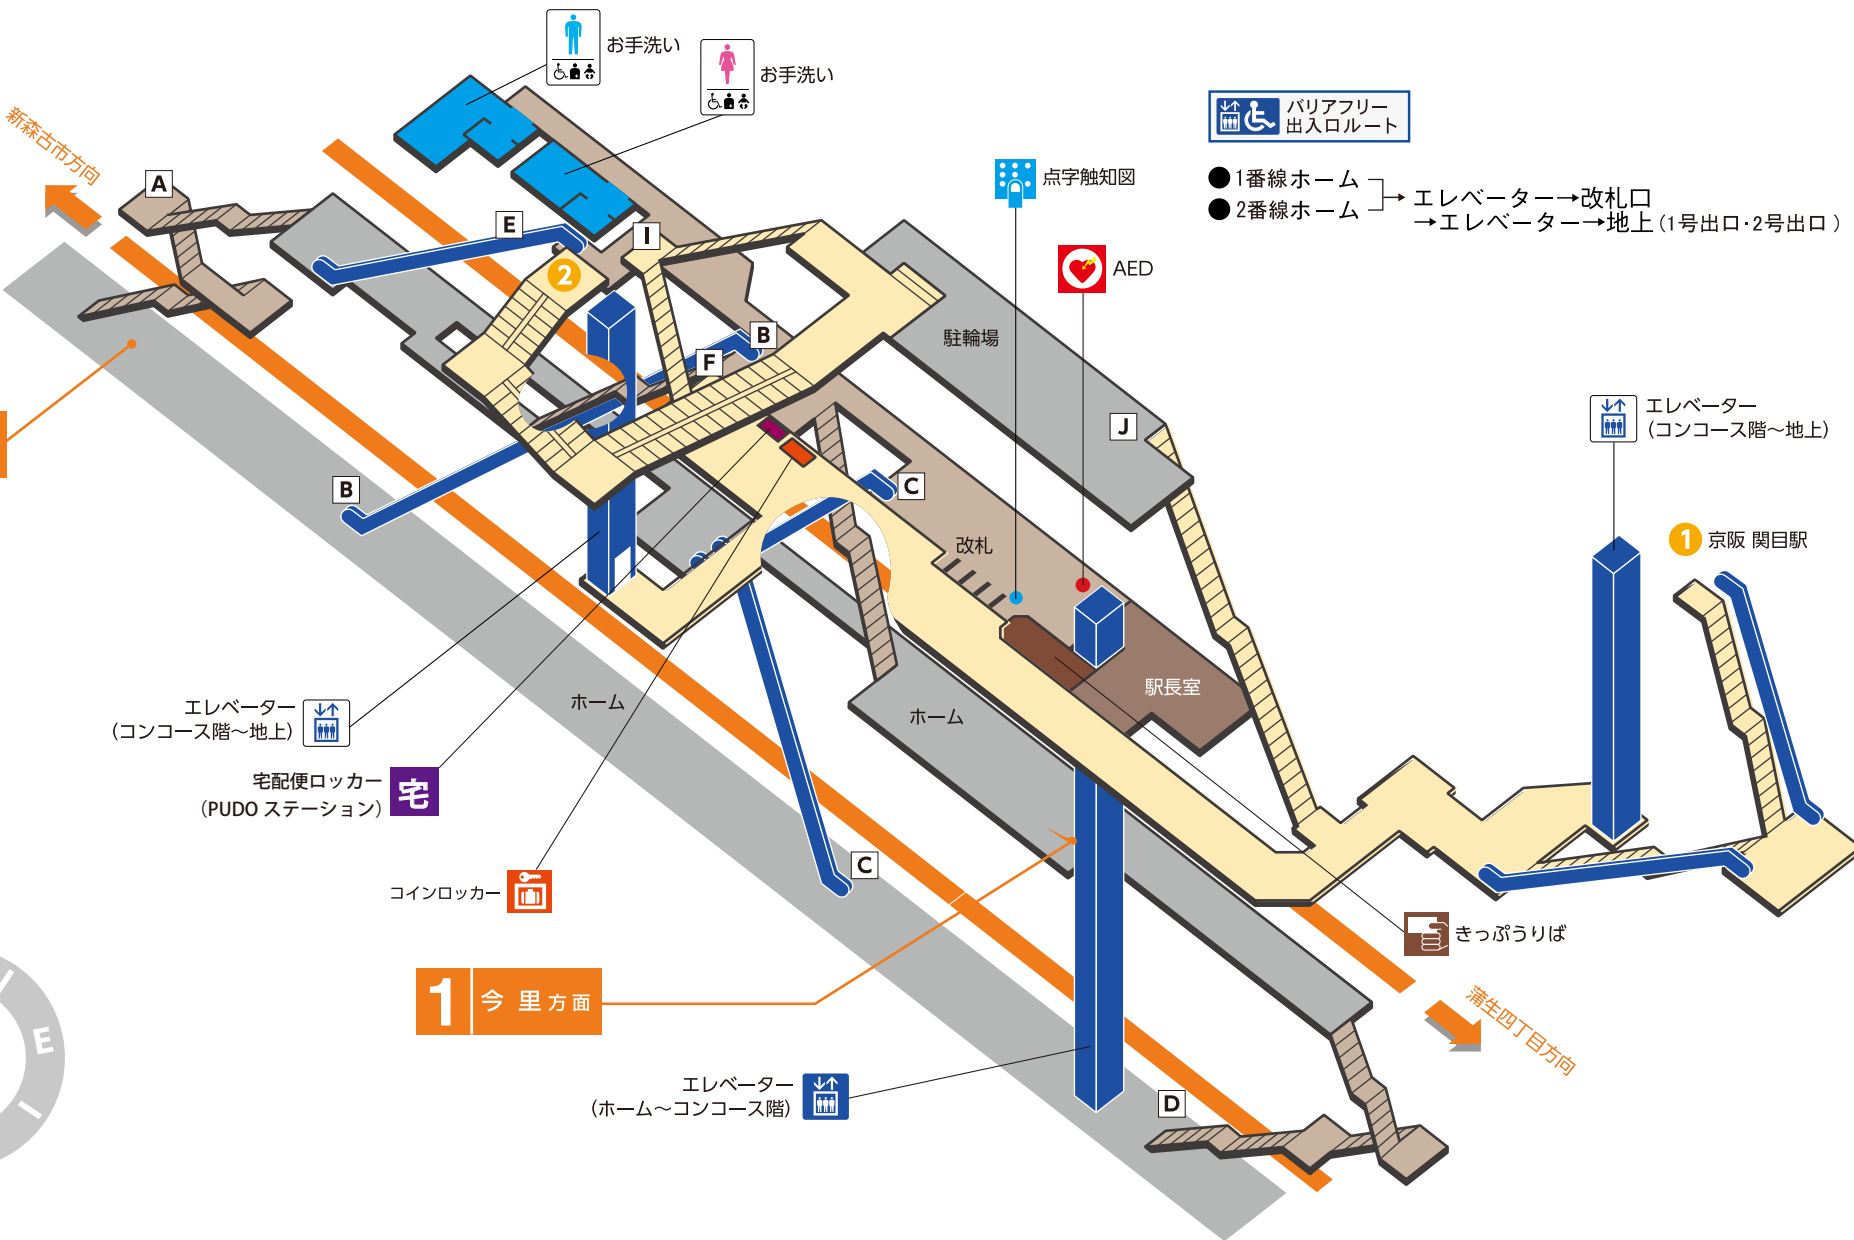 お手洗い
お手洗い
新森古市方向
A
E
I
2
B
F
B
C
J
C
D
点字触知図
AED
バリアフリー
出入口ルート
●1番線ホーム
●2番線ホーム
エレベーター→改札口
→エレベーター→地上(1号出口・2号出口)
駐輪場
エレベーター
(コンコース階〜地上)
1 京阪 関目駅
改札
駅長室
ホーム
ホーム
エレベーター
(コンコース階〜地上)
宅配便ロッカー
(PUDO ステーション)
宅
コインロッカー
きっぷうりば
1 今里方面
蒲生四丁目方向
エレベーター
(ホーム〜コンコース階)
E